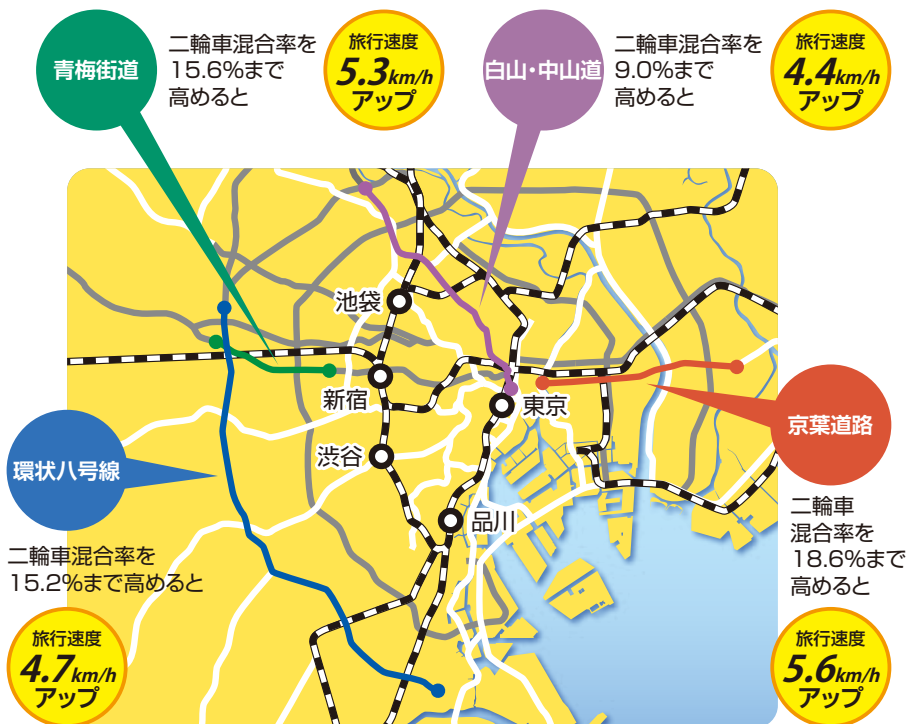 青梅街道
二輪車混合率を
15.6%まで
高めると
旅行速度
5.3km/h
アップ
白山・中山道
二輪車混合率を
9.0%まで
高めると
旅行速度
4.4km/h
アップ
池袋
新宿
東京
渋谷
品川
京葉道路
二輪車
混合率を
18.6%まで
高めると
旅行速度
5.6km/h
アップ
環状八号線
二輪車混合率を
15.2%まで高めると
旅行速度
4.7km/h
アップ